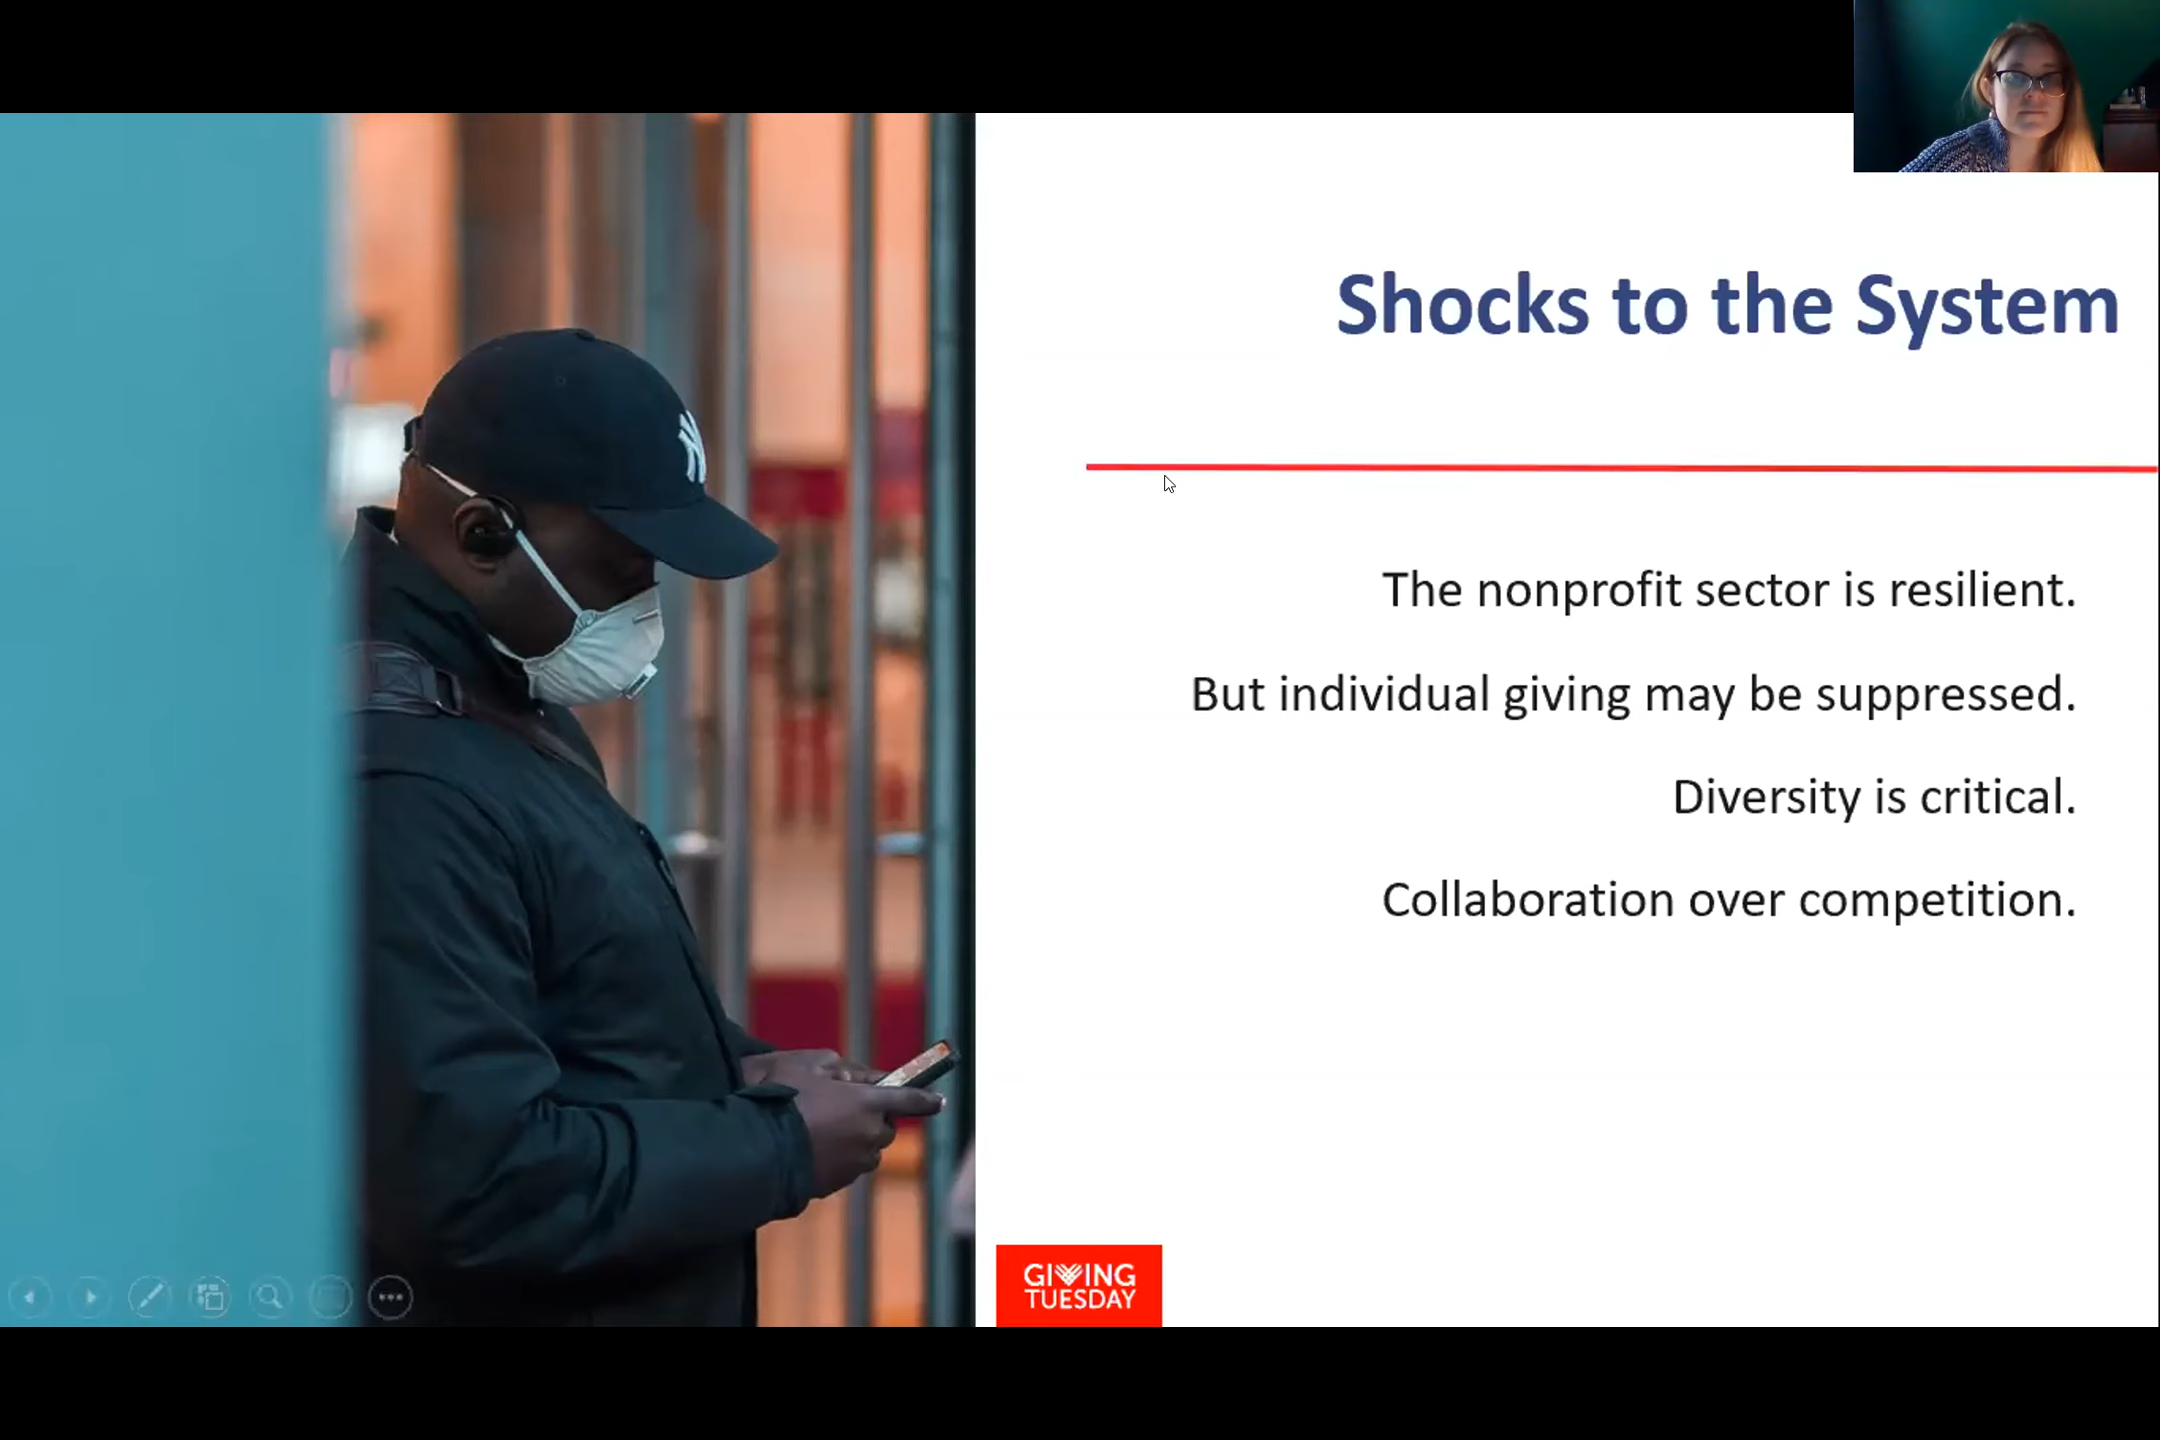 Shocks to the System
The nonprofit sector is resilient.
But individual giving may be suppressed.
Diversity is critical.
Collaboration over competition.
GIVING
TUESDAY
NY